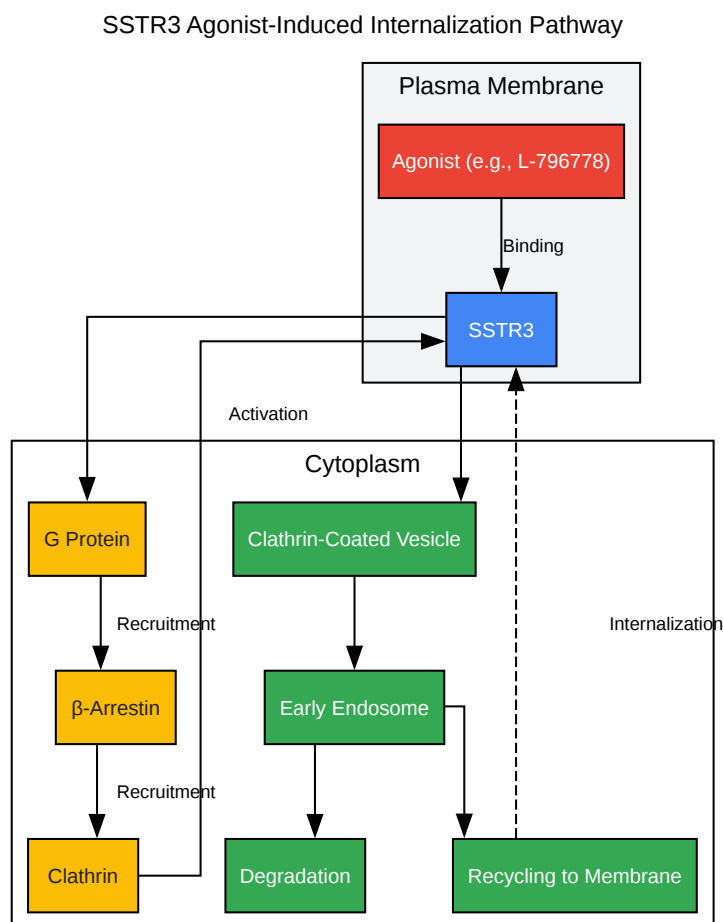 SSTR3 Agonist-Induced Internalization Pathway
Plasma Membrane
Agonist (e.g., L-796778)
Binding
SSTR3
Activation
Cytoplasm
G Protein
Clathrin-Coated Vesicle
Recruitment
Internalization
β-Arrestin
Early Endosome
Recruitment
Clathrin
Degradation
Recycling to Membrane